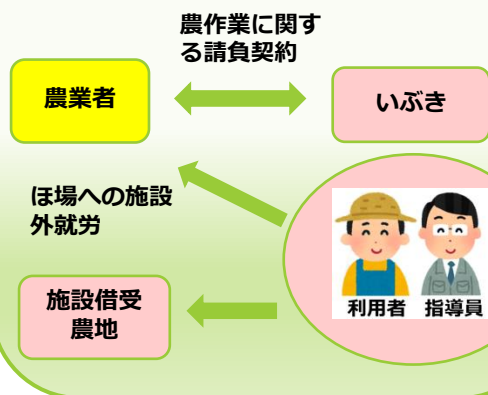 農作業に関す
る請負契約
農業者
いぶき
ほ場への施設
外就労
施設借受
農地
利用者 指導員